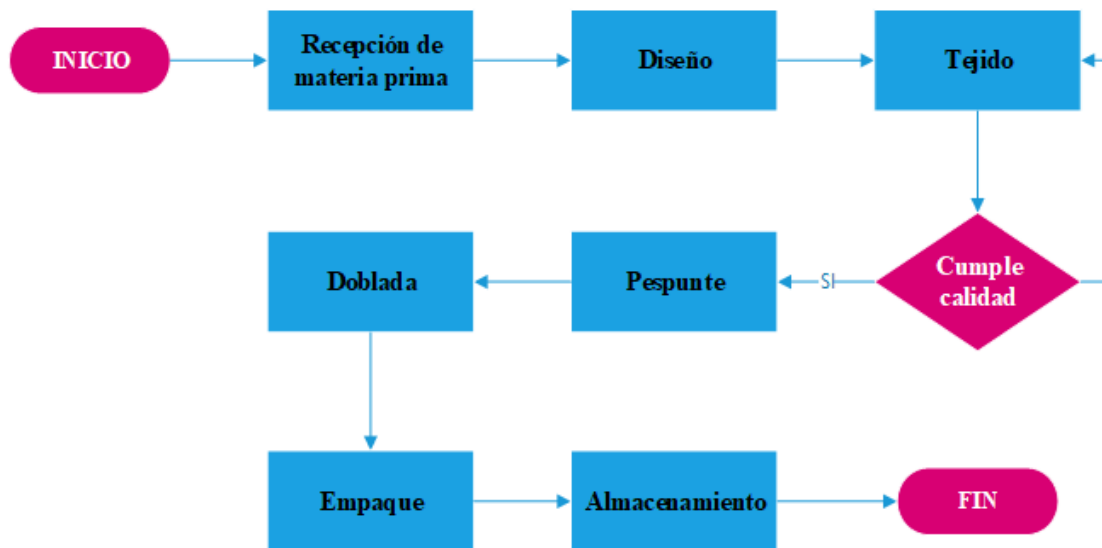 INICIO
Recepción de
materia prima
Diseño
Tejido
Cumple
calidad
SI
Pespunte
Doblada
Empaque
Almacenamiento
FIN